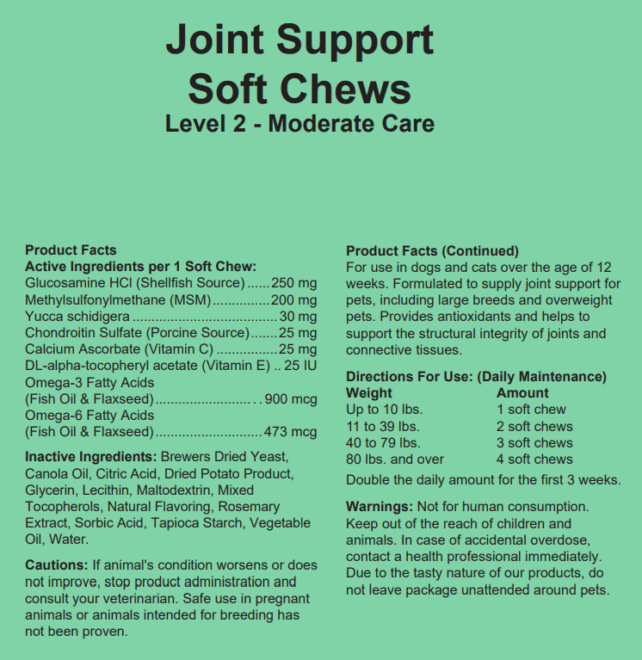 Joint Support
Soft Chews
Level 2 - Moderate Care
Product Facts
Active Ingredients per 1 Soft Chew:
Glucosamine HCl (Shellfish Source)......250 mg
Methylsulfonylmethane (MSM)...............200 mg
Yucca schidigera ......................................30 mg
Chondroitin Sulfate (Porcine Source).......25 mg
Calcium Ascorbate (Vitamin C) ................25 mg
DL-alpha-tocopheryl acetate (Vitamin E) .. 25 IU
Omega-3 Fatty Acids
(Fish Oil & Flaxseed)......................... . . 900 mcg
Omega-6 Fatty Acids
(Fish Oil & Flaxseed)........................... 473 mcg
Inactive Ingredients: Brewers Dried Yeast,
Canola Oil, Citric Acid, Dried Potato Product,
Glycerin, Lecithin, Maltodextrin, Mixed
Tocopherols, Natural Flavoring, Rosemary
Extract, Sorbic Acid, Tapioca Starch, Vegetable
Oil, Water.
Cautions: If animal's condition worsens or does
not improve, stop product administration and
consult your veterinarian. Safe use in pregnant
animals or animals intended for breeding has
not been proven.
Product Facts (Continued)
For use in dogs and cats over the age of 12
weeks. Formulated to supply joint support for
pets, including large breeds and overweight
pets. Provides antioxidants and helps to
support the structural integrity of joints and
connective tissues.
Directions For Use: (Daily Maintenance)
Weight Amount
Up to 10 lbs. 1 soft chew
11 to 39 lbs. 2 soft chews
40 to 79 lbs. 3 soft chews
80 lbs. and over 4 soft chews
Double the daily amount for the first 3 weeks.
Warnings: Not for human consumption.
Keep out of the reach of children and
animals. In case of accidental overdose,
contact a health professional immediately.
Due to the tasty nature of our products, do
not leave package unattended around pets.